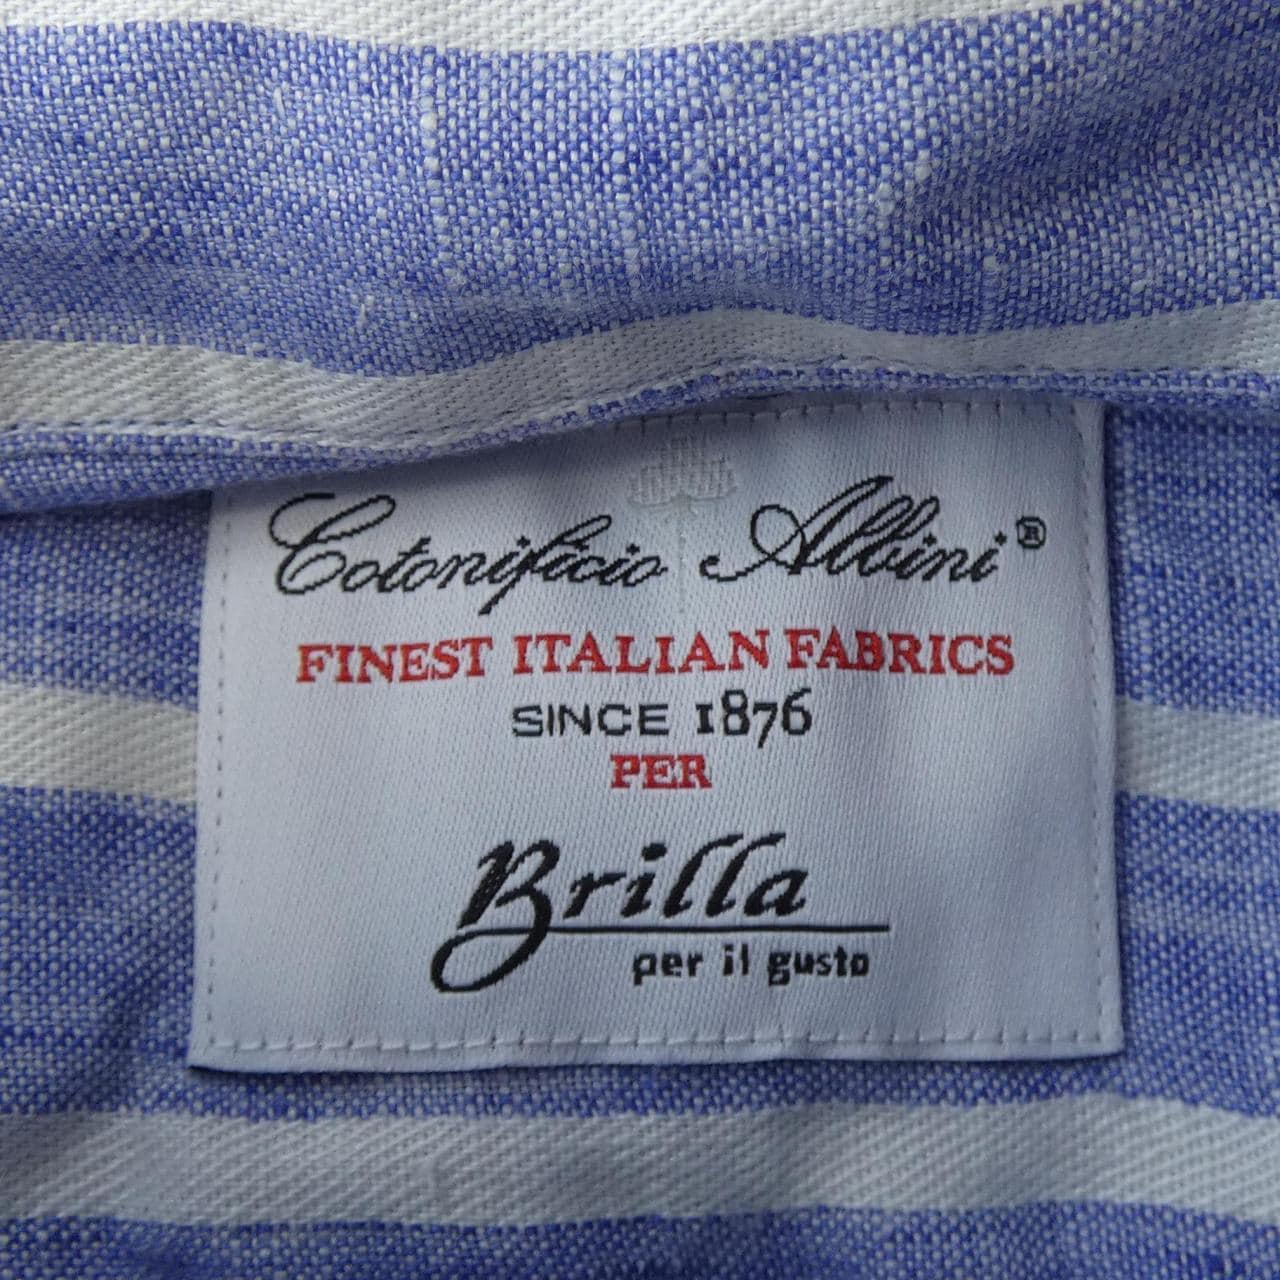 Cotonificio Albini®
FINEST ITALIAN FABRICS
SINCE 1876
PER
Brilla
per il gusto